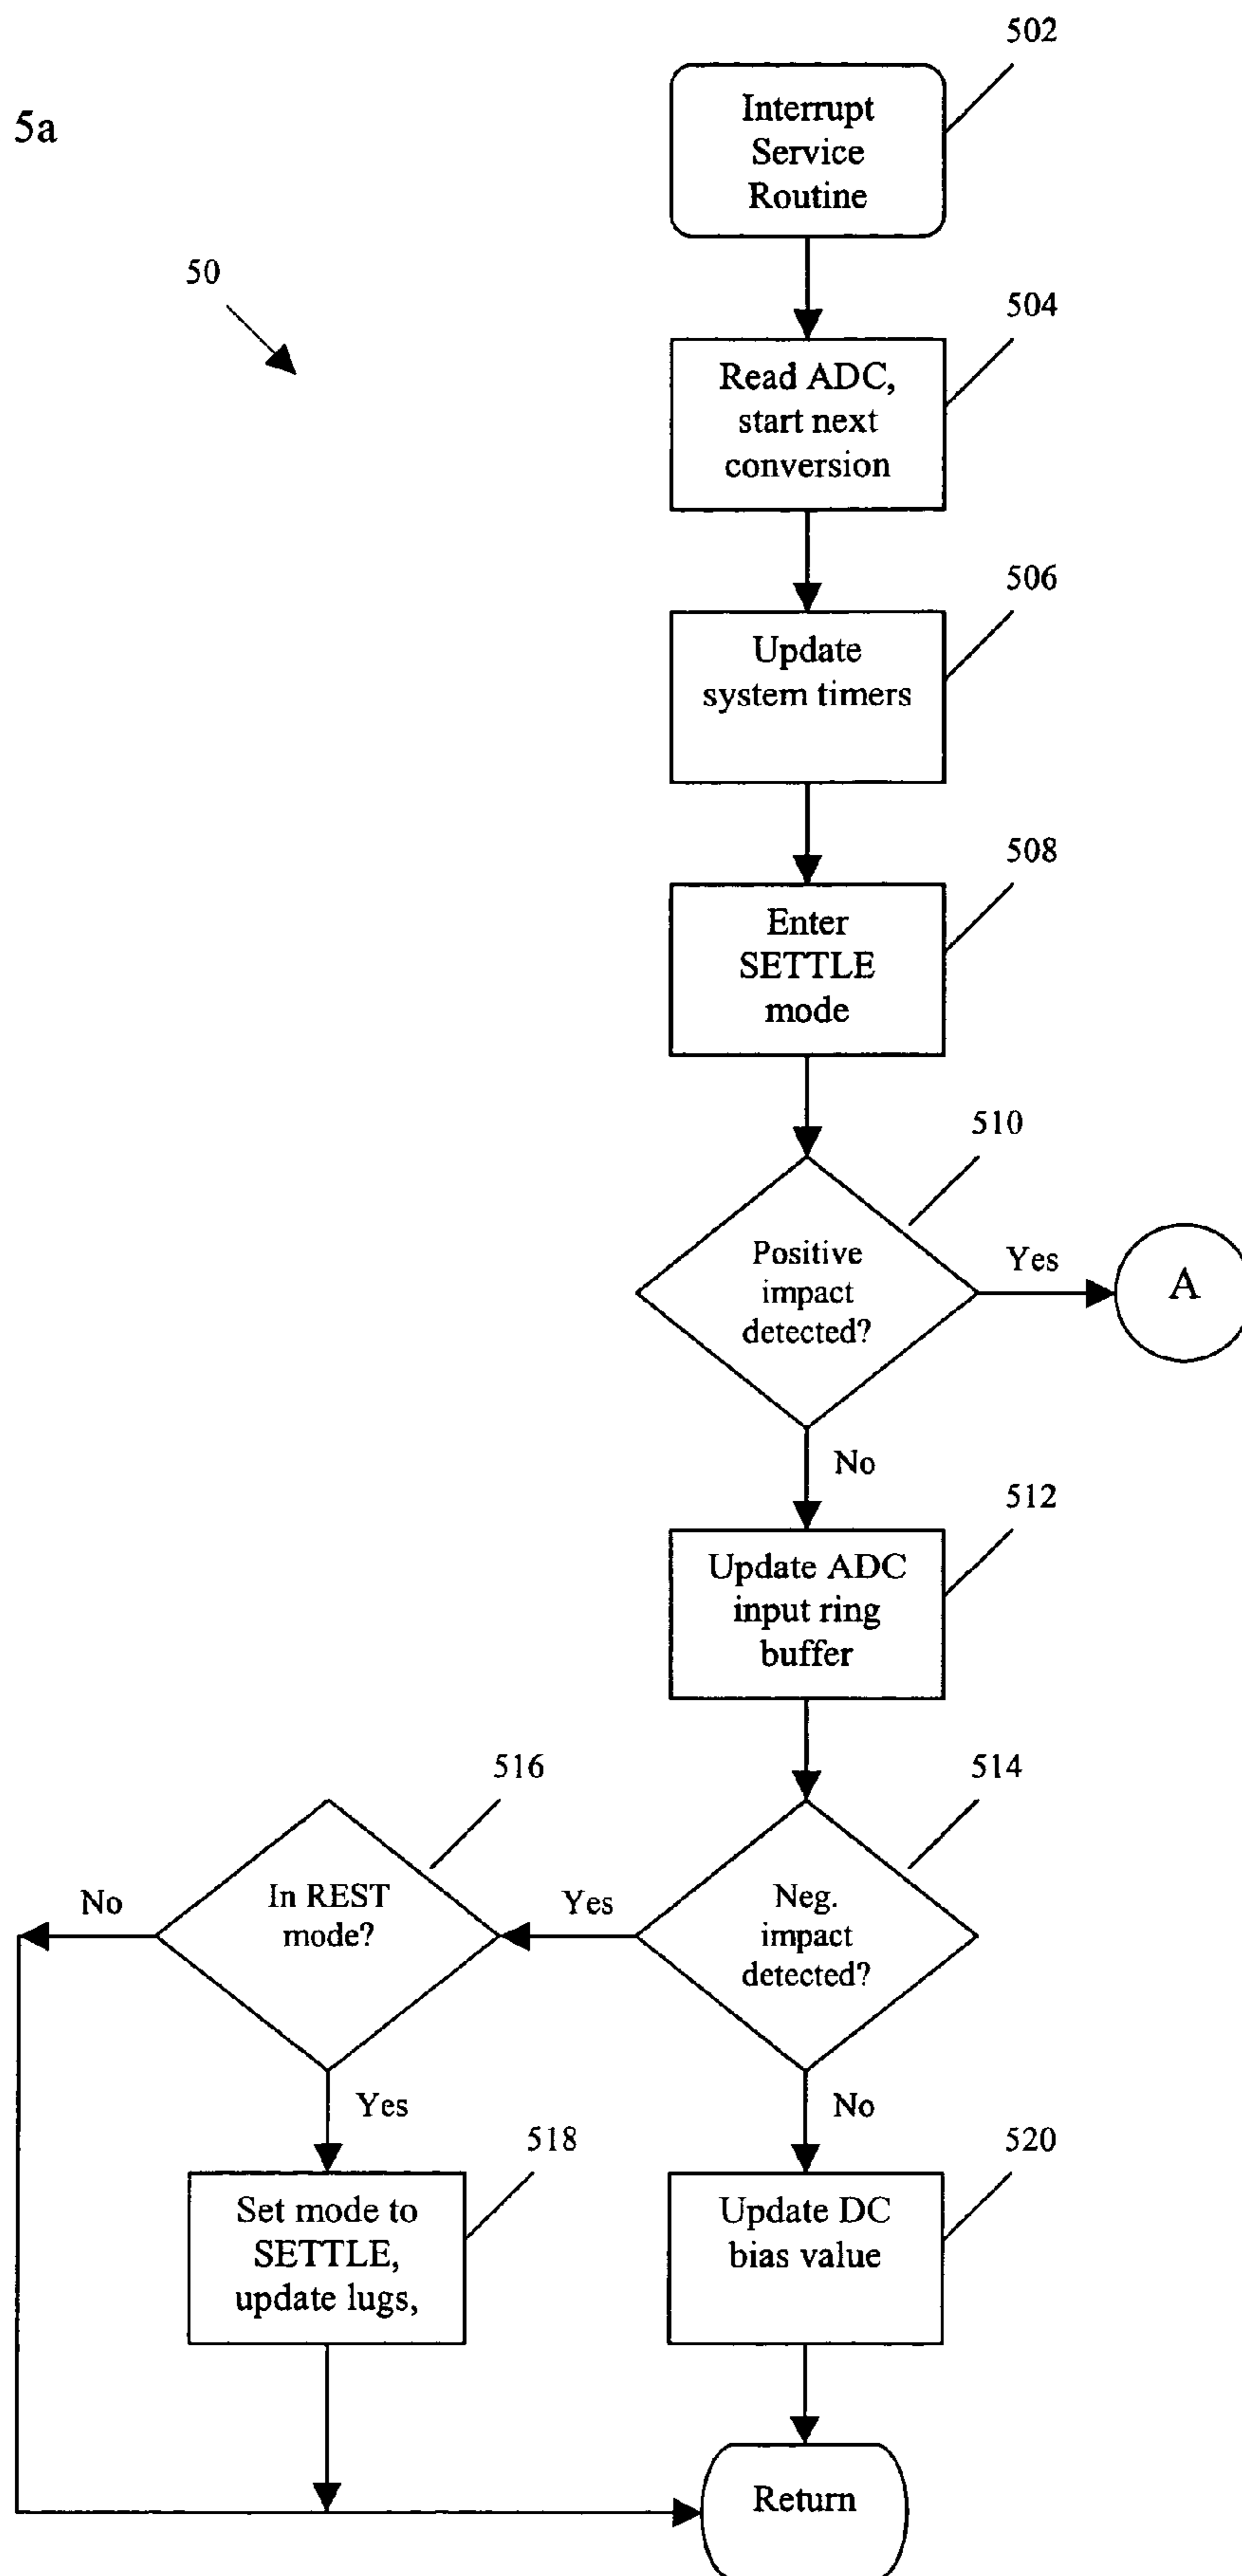 502
Interrupt
Service
Routine
5a
50
504
Read ADC,
start next
conversion
506
Update
system timers
508
Enter
SETTLE
mode
510
Positive
impact
detected?
Yes
A
No
512
Update ADC
input ring
buffer
516
514
No
In REST
mode?
Yes
Neg.
impact
detected?
Yes
No
518
520
Set mode to
SETTLE,
update lugs,
Update DC
bias value
Return